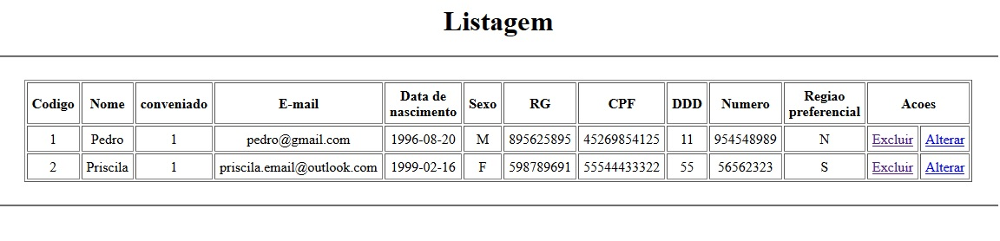 Listagem
Codigo Nome conveniado E-mail Data de nascimento Sexo RG CPF DDD Numero Regiao preferencial Acoes
1 Pedro 1 pedro@gmail.com 1996-08-20 M 895625895 45269854125 11 954548989 N Excluir Alterar
2 Priscila 1 priscila.email@outlook.com 1999-02-16 F 598789691 55544433322 55 56562323 S Excluir Alterar